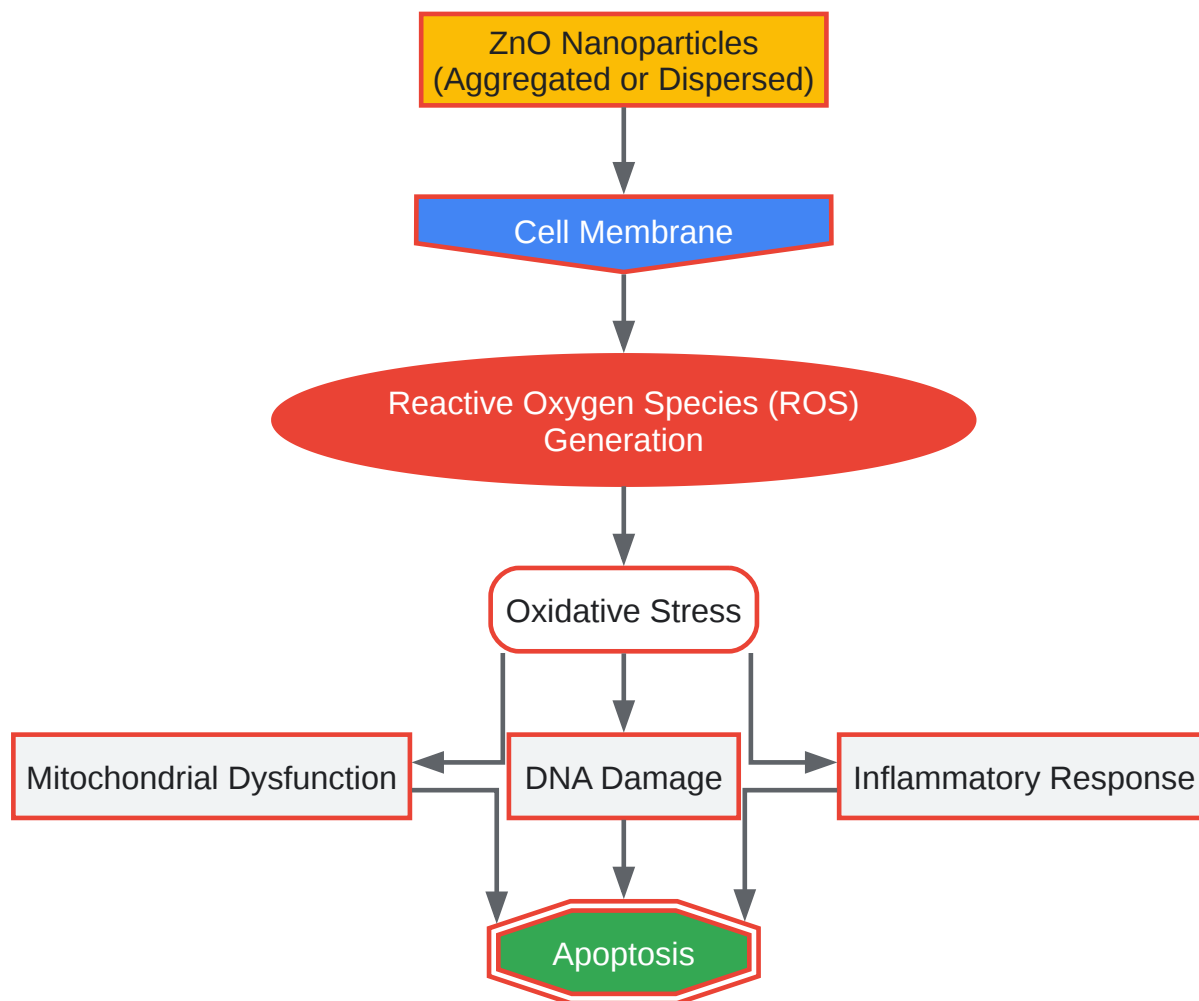 ZnO Nanoparticles
(Aggregated or Dispersed)
Cell Membrane
Reactive Oxygen Species (ROS)
Generation
Oxidative Stress
Mitochondrial Dysfunction
DNA Damage
Inflammatory Response
Apoptosis